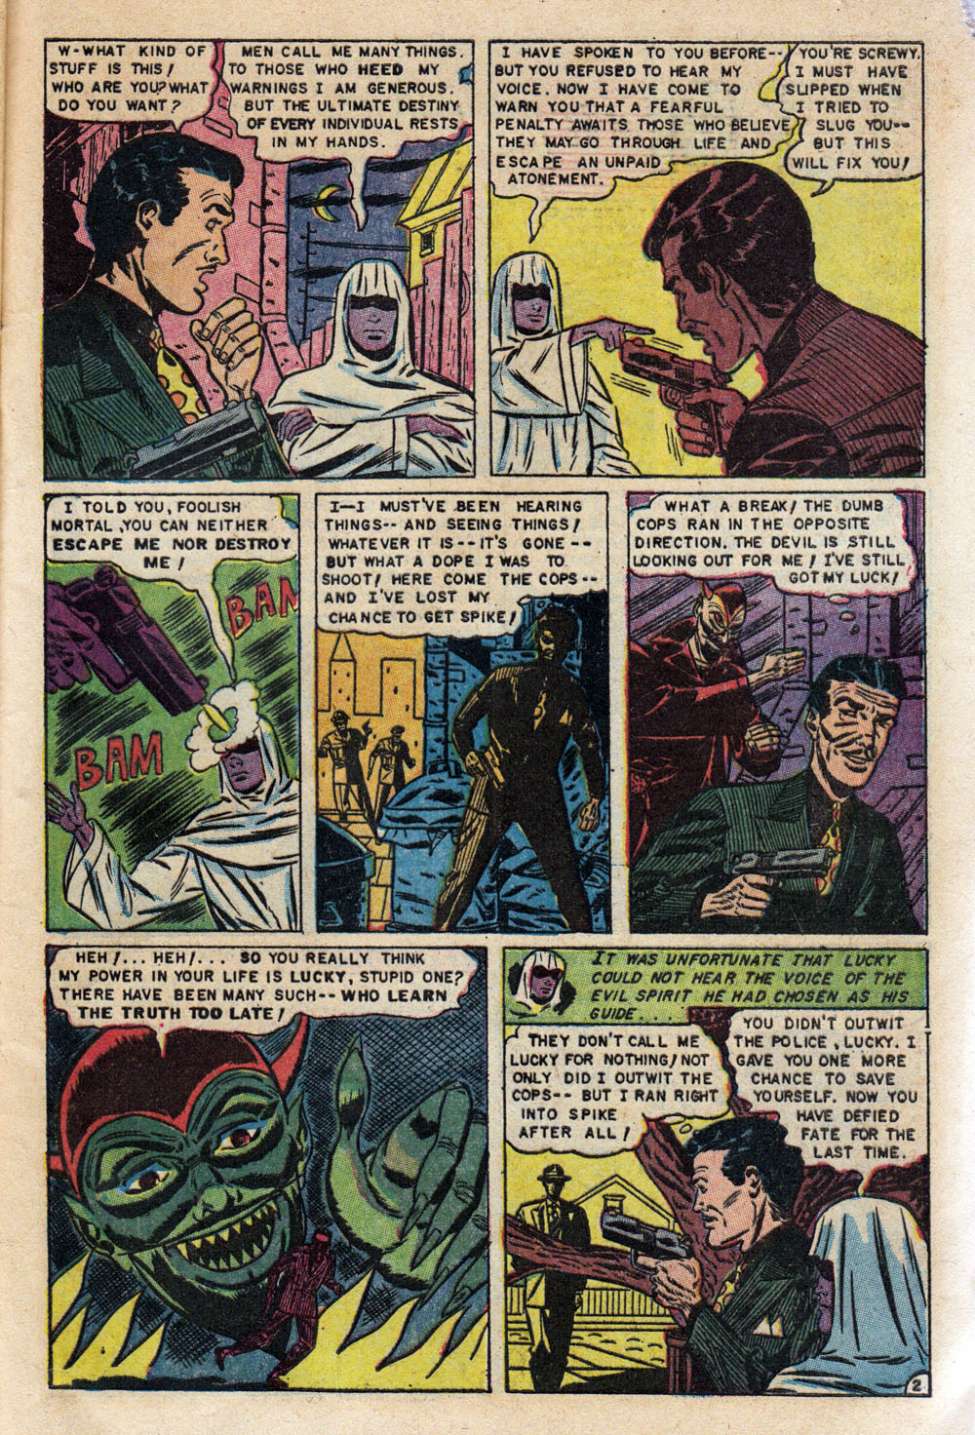 W-WHAT KIND OF
STUFF IS THIS!
WHO ARE YOU? WHAT
DO YOU WANT?
MEN CALL ME MANY THINGS.
TO THOSE WHO HEED MY
WARNINGS I AM GENEROUS.
BUT THE ULTIMATE DESTINY
OF EVERY INDIVIDUAL RESTS
IN MY HANDS.
I HAVE SPOKEN TO YOU BEFORE--
BUT YOU REFUSED TO HEAR MY
VOICE. NOW I HAVE COME TO
WARN YOU THAT A FEARFUL
PENALTY AWAITS THOSE WHO BELIEVE
THEY MAY GO THROUGH LIFE AND
ESCAPE AN UNPAID
ATONEMENT.
YOU'RE SCREWY.
I MUST HAVE
SLIPPED WHEN
I TRIED TO
SLUG YOU--
BUT THIS
WILL FIX YOU!
I TOLD YOU, FOOLISH
MORTAL, YOU CAN NEITHER
ESCAPE ME NOR DESTROY
ME!
BAM
BAM
I--I MUST'VE BEEN HEARING
THINGS-- AND SEEING THINGS!
WHATEVER IT IS-- IT'S GONE--
BUT WHAT A DOPE I WAS TO
SHOOT! HERE COME THE COPS--
AND I'VE LOST MY
CHANCE TO GET SPIKE!
WHAT A BREAK! THE DUMB
COPS RAN IN THE OPPOSITE
DIRECTION. THE DEVIL IS STILL
LOOKING OUT FOR ME! I'VE STILL
GOT MY LUCK!
HEH!... HEH!... SO YOU REALLY THINK
MY POWER IN YOUR LIFE IS LUCKY, STUPID ONE?
THERE HAVE BEEN MANY SUCH-- WHO LEARN
THE TRUTH TOO LATE!
IT WAS UNFORTUNATE THAT LUCKY
COULD NOT HEAR THE VOICE OF THE
EVIL SPIRIT HE HAD CHOSEN AS HIS
GUIDE....
THEY DON'T CALL ME
LUCKY FOR NOTHING! NOT
ONLY DID I OUTWIT THE
COPS-- BUT I RAN RIGHT
INTO SPIKE
AFTER ALL!
YOU DIDN'T OUTWIT
THE POLICE, LUCKY. I
GAVE YOU ONE MORE
CHANCE TO SAVE
YOURSELF. NOW YOU
HAVE DEFIED
FATE FOR THE
LAST TIME.
2